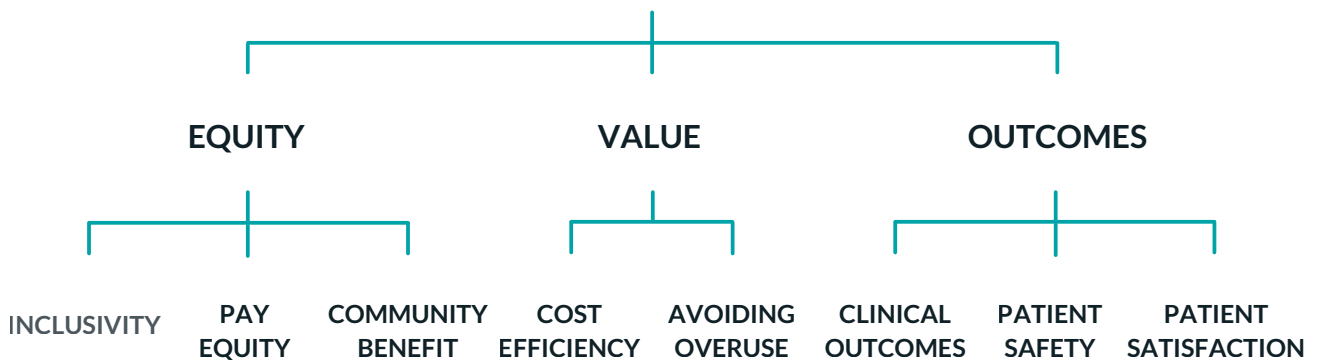 EQUITY VALUE OUTCOMES
INCLUSIVITY
PAY
EQUITY
COMMUNITY
BENEFIT
COST
EFFICIENCY
AVOIDING
OVERUSE
CLINICAL
OUTCOMES
PATIENT
SAFETY
PATIENT
SATISFACTION